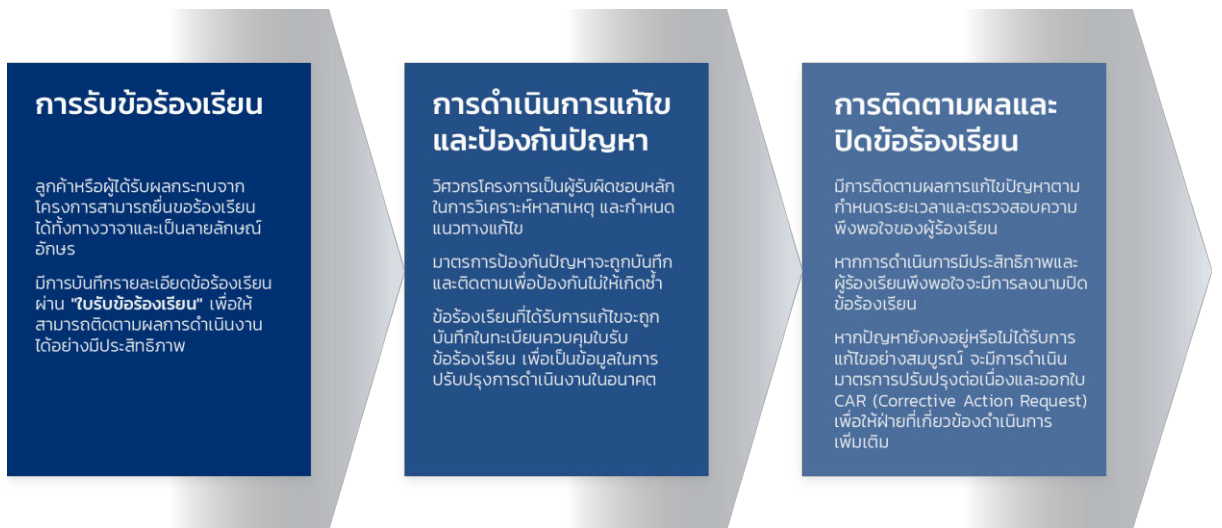 การรับข้อร้องเรียน
ลูกค้าหรือผู้ได้รับผลกระทบจาก
โครงการสามารถยื่นขอร้องเรียน
ได้ทั้งทางวาจาและเป็นลายลักษณ์
อักษร
มีการบันทึกรายละเอียดข้อร้องเรียน
ผ่าน "ใบรับข้อร้องเรียน" เพื่อให้
สามารถติดตามผลการดำเนินงาน
ได้อย่างมีประสิทธิภาพ
การดำเนินการแก้ไข
และป้องกันปัญหา
วิศวกรโครงการเป็นผู้รับผิดชอบหลัก
ในการวิเคราะห์หาสาเหตุ และกำหนด
แนวทางแก้ไข
มาตรการป้องกันปัญหาจะถูกบันทึก
และติดตามเพื่อป้องกันไม่ให้เกิดซ้ำ
ข้อร้องเรียนที่ได้รับการแก้ไขจะถูก
บันทึกในทะเบียนควบคุมใบรับ
ข้อร้องเรียน เพื่อเป็นข้อมูลในการ
ปรับปรุงการดำเนินงานในอนาคต
การติดตามผลและ
ปิดข้อร้องเรียน
มีการติดตามผลการแก้ไขปัญหาตาม
กำหนดระยะเวลาและตรวจสอบความ
พึงพอใจของผู้ร้องเรียน
หากการดำเนินการมีประสิทธิภาพและ
ผู้ร้องเรียนพึงพอใจจะมีการลงนามปิด
ข้อร้องเรียน
หากปัญหายังคงอยู่หรือไม่ได้รับการ
แก้ไขอย่างสมบูรณ์ จะมีการดำเนิน
มาตรการปรับปรุงต่อเนื่องและออกใบ
CAR (Corrective Action Request)
เพื่อให้ฝ่ายที่เกี่ยวข้องดำเนินการ
เพิ่มเติม